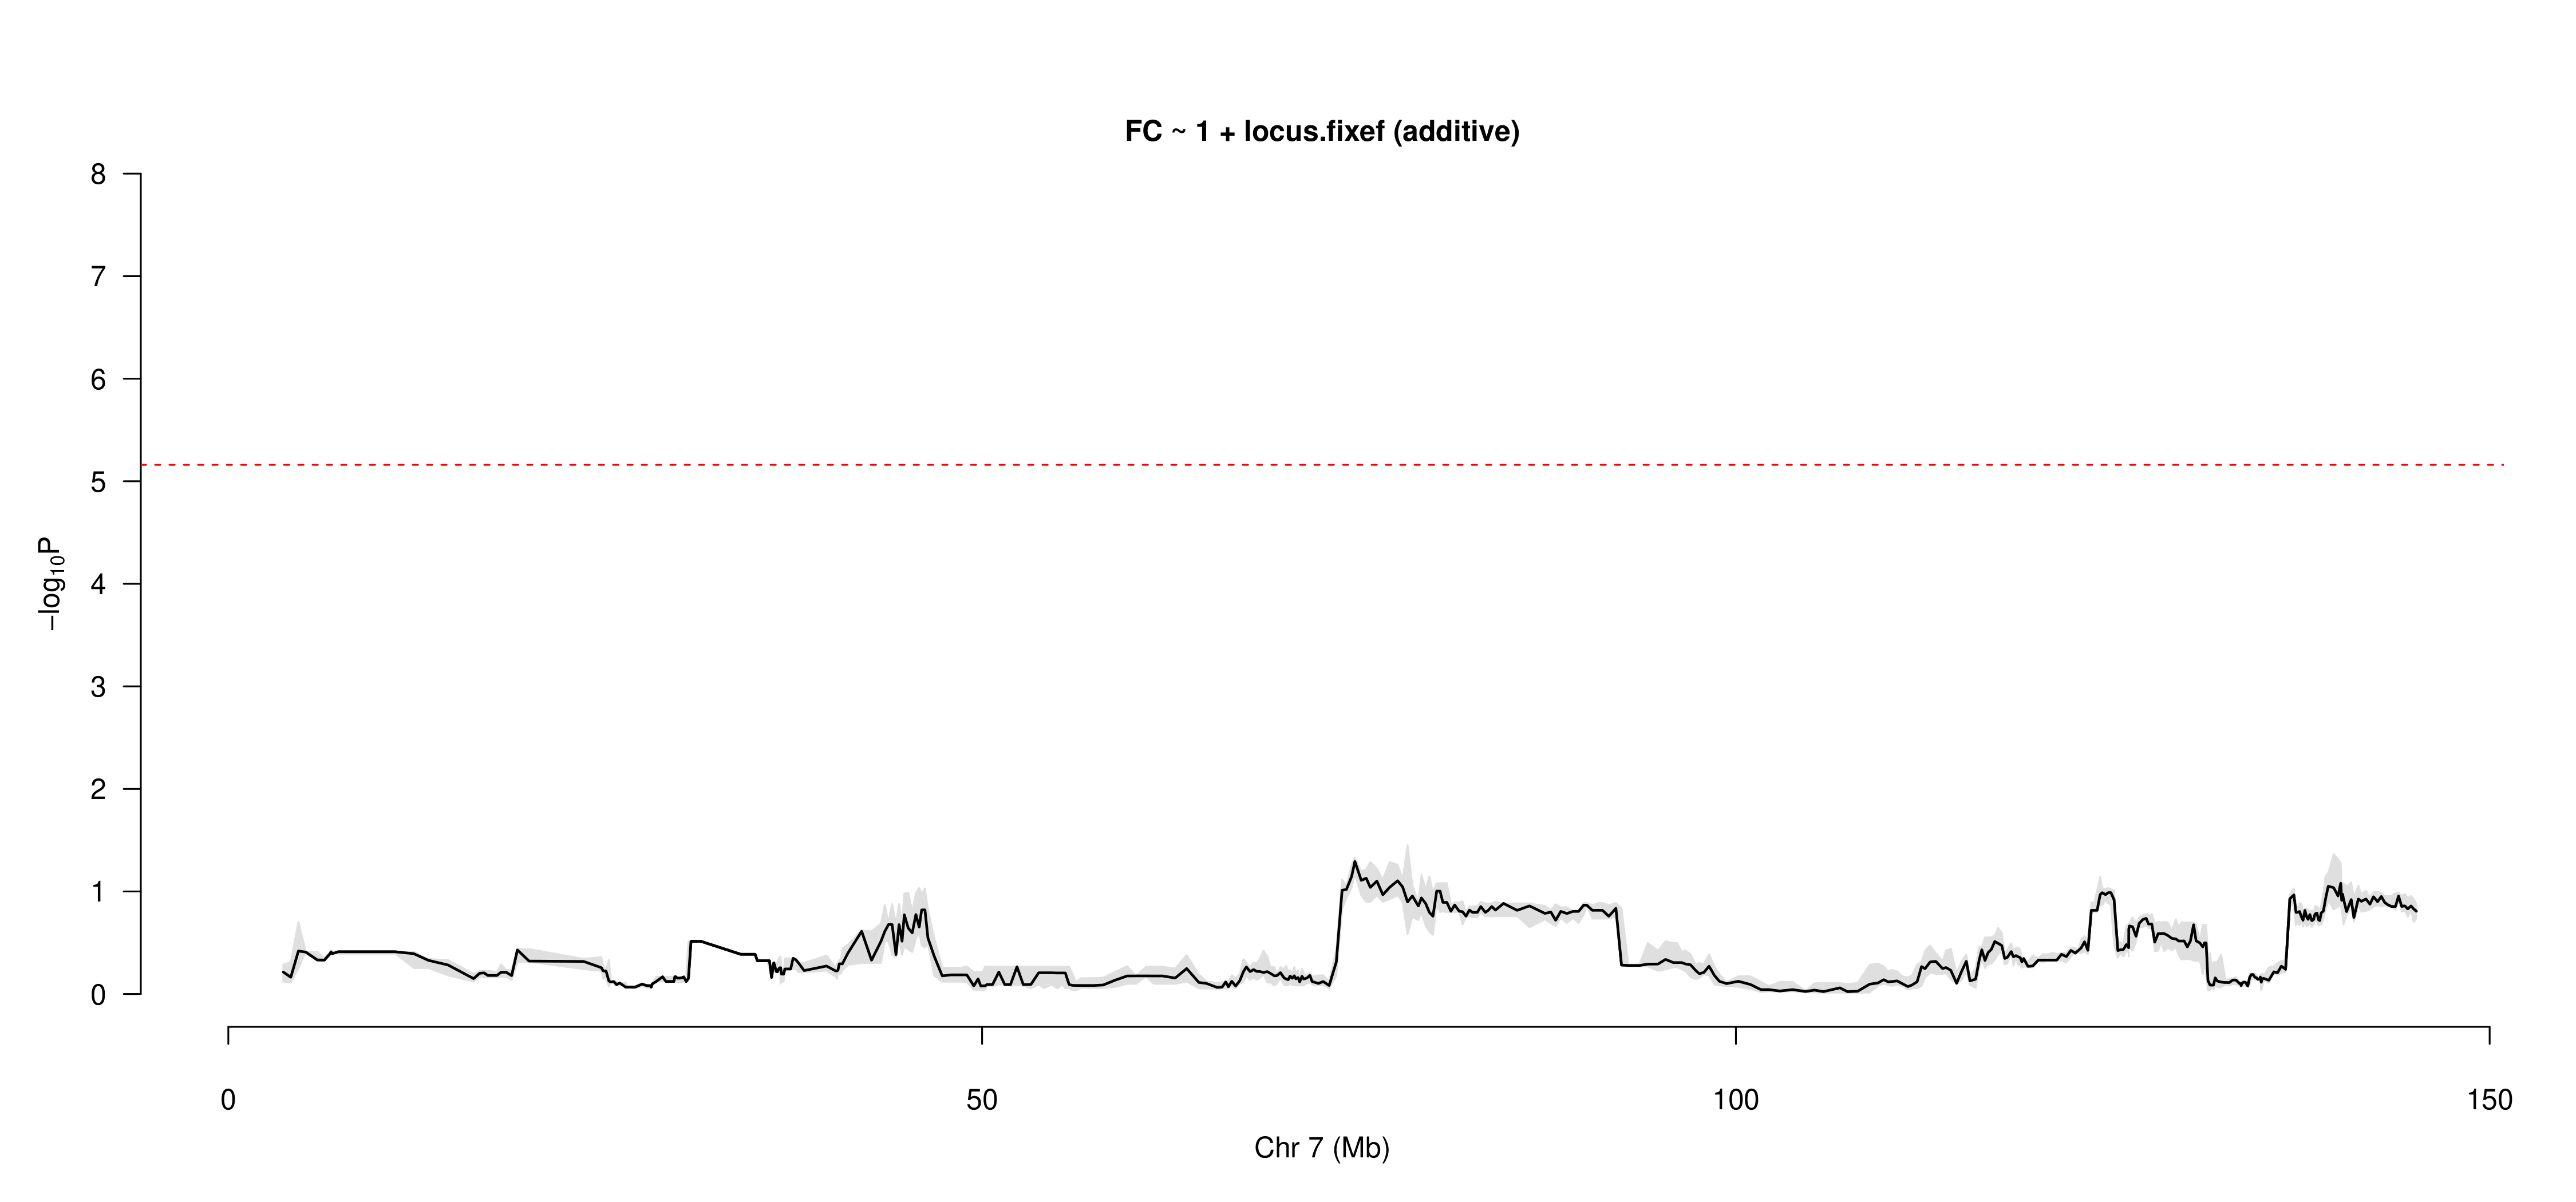 FC ~ 1 + locus.fixef (additive)
8
7
6
5
4
3
2
1
0
−log10P
0 50 100 150
Chr 7 (Mb)